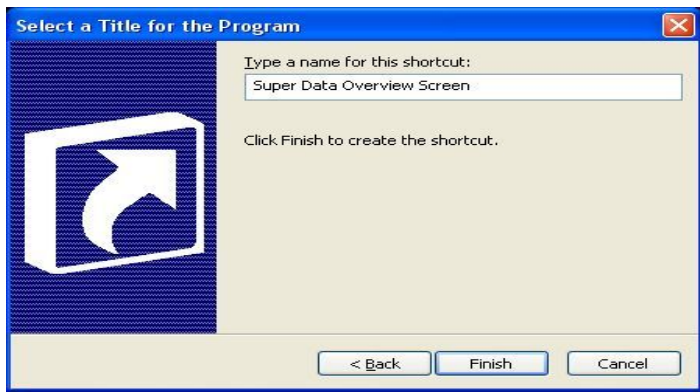 Select a Title for the Program
Type a name for this shortcut:
Super Data Overview Screen
Click Finish to create the shortcut.
< Back
Finish
Cancel